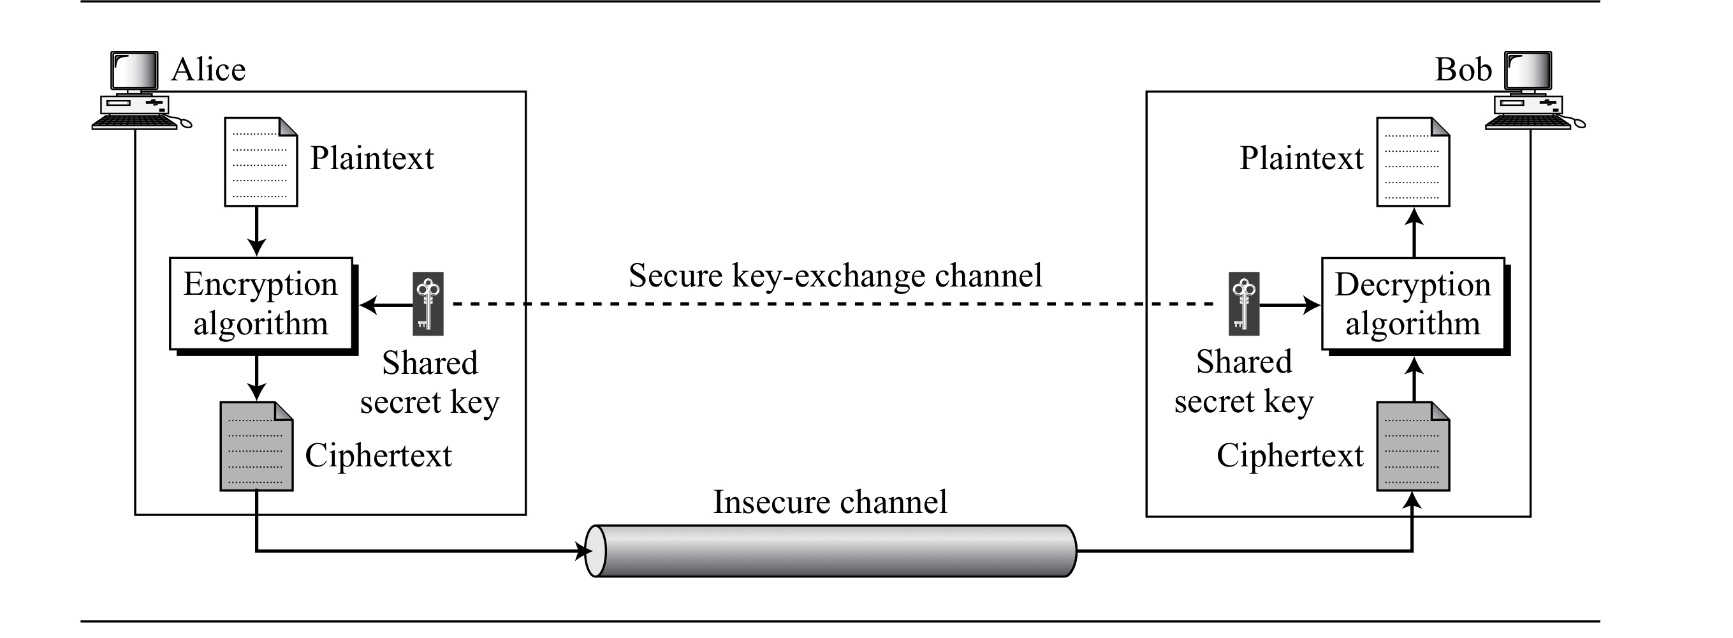 Alice
Bob
Plaintext
Plaintext
Encryption
algorithm
Secure key-exchange channel
Decryption
algorithm
Shared
secret key
Shared
secret key
Ciphertext
Ciphertext
Insecure channel